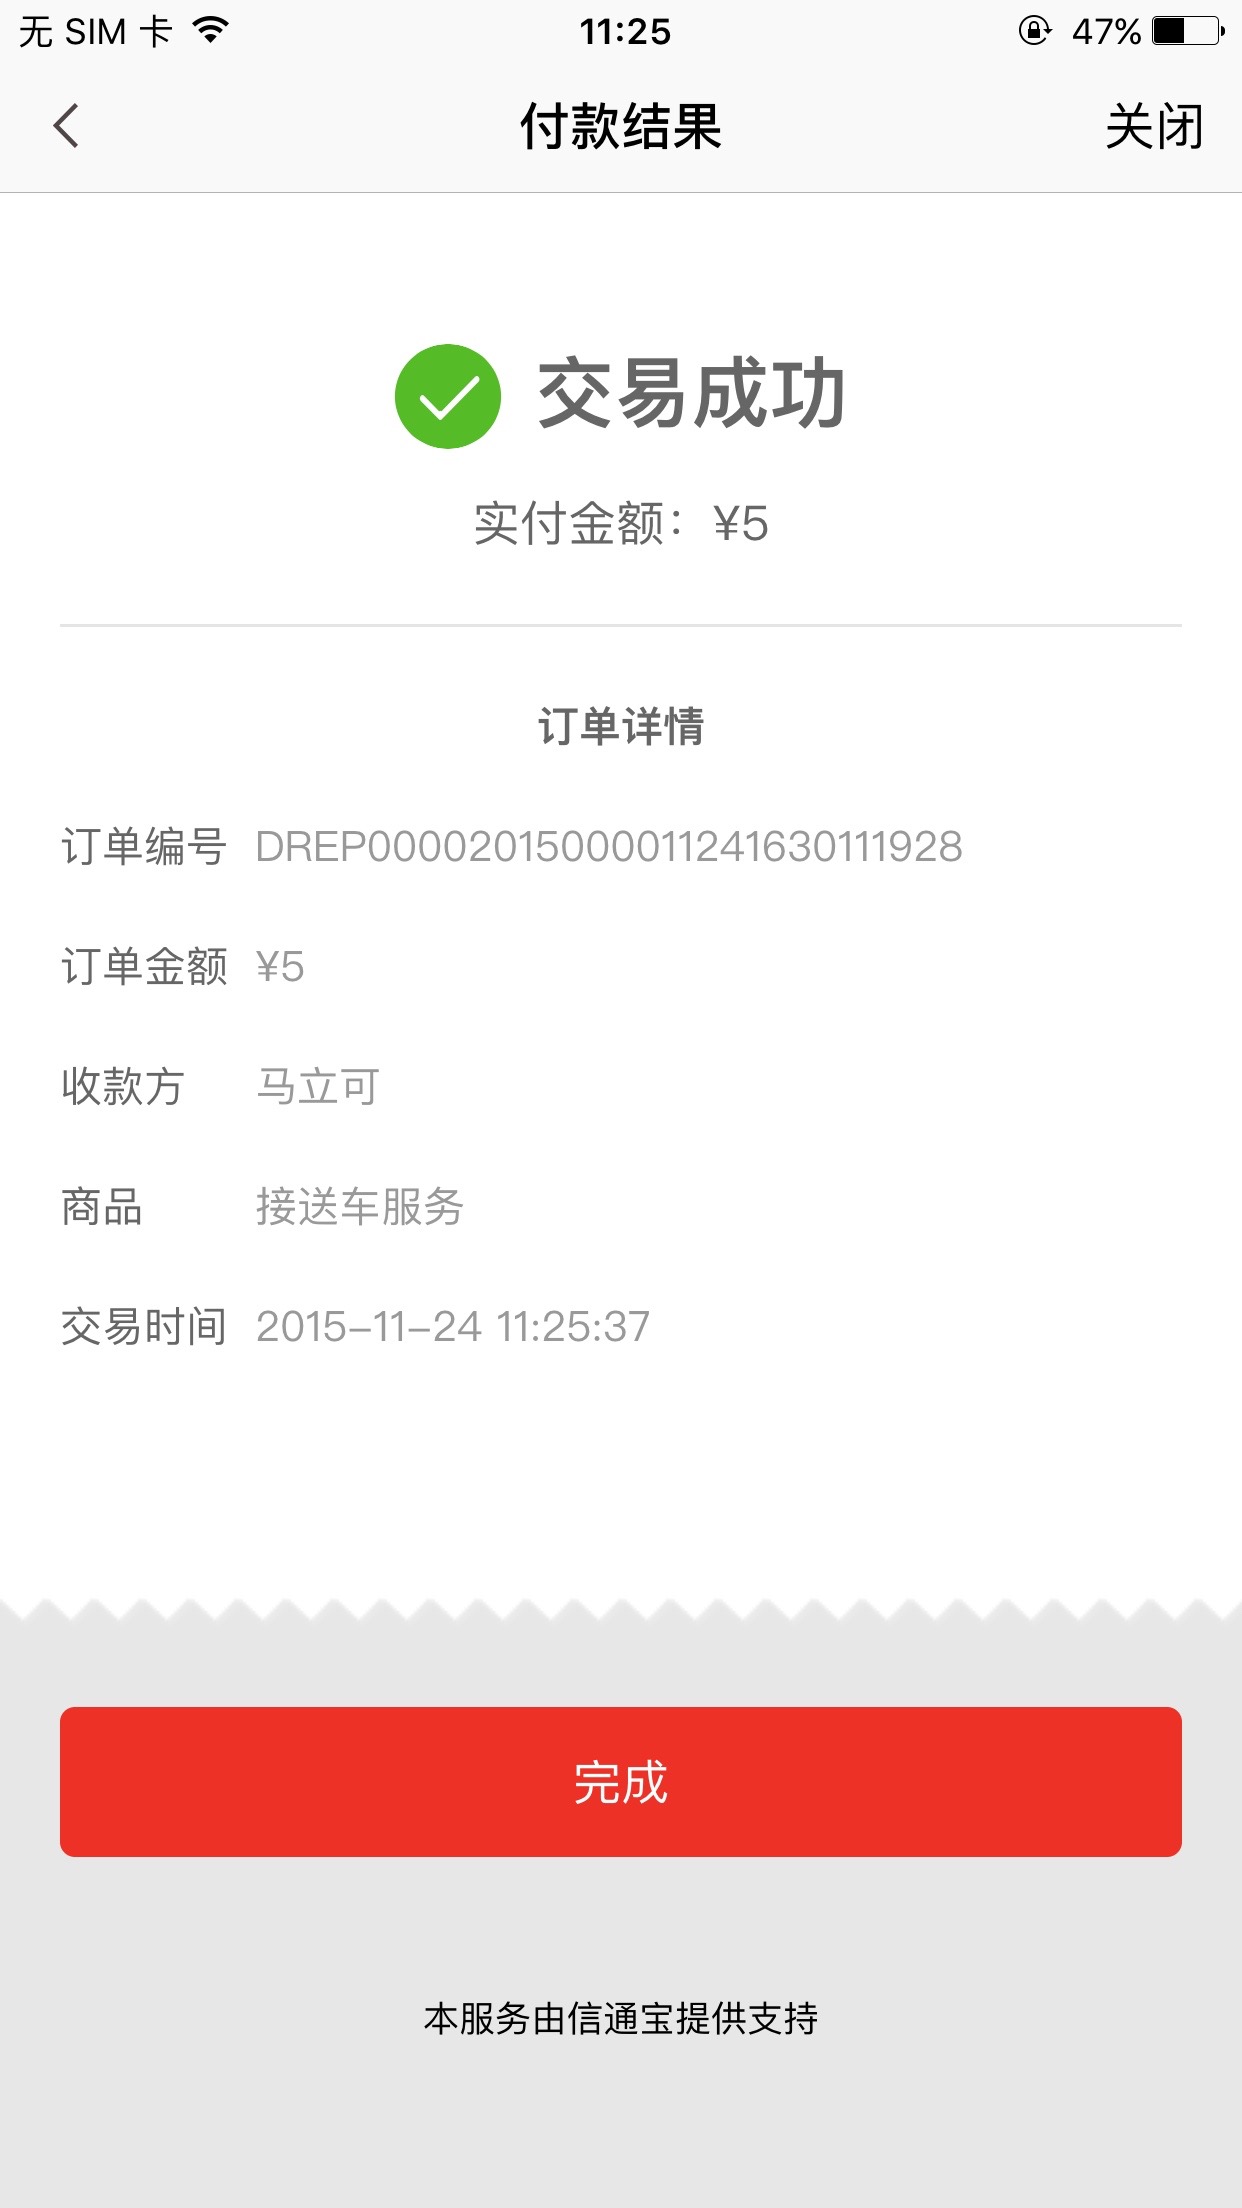 无 SIM 卡 11:25 47%
付款结果 关闭
交易成功
实付金额：¥5
订单详情
订单编号 DREP00002015000011241630111928
订单金额 ¥5
收款方 马立可
商品 接送车服务
交易时间 2015-11-24 11:25:37
完成
本服务由信通宝提供支持